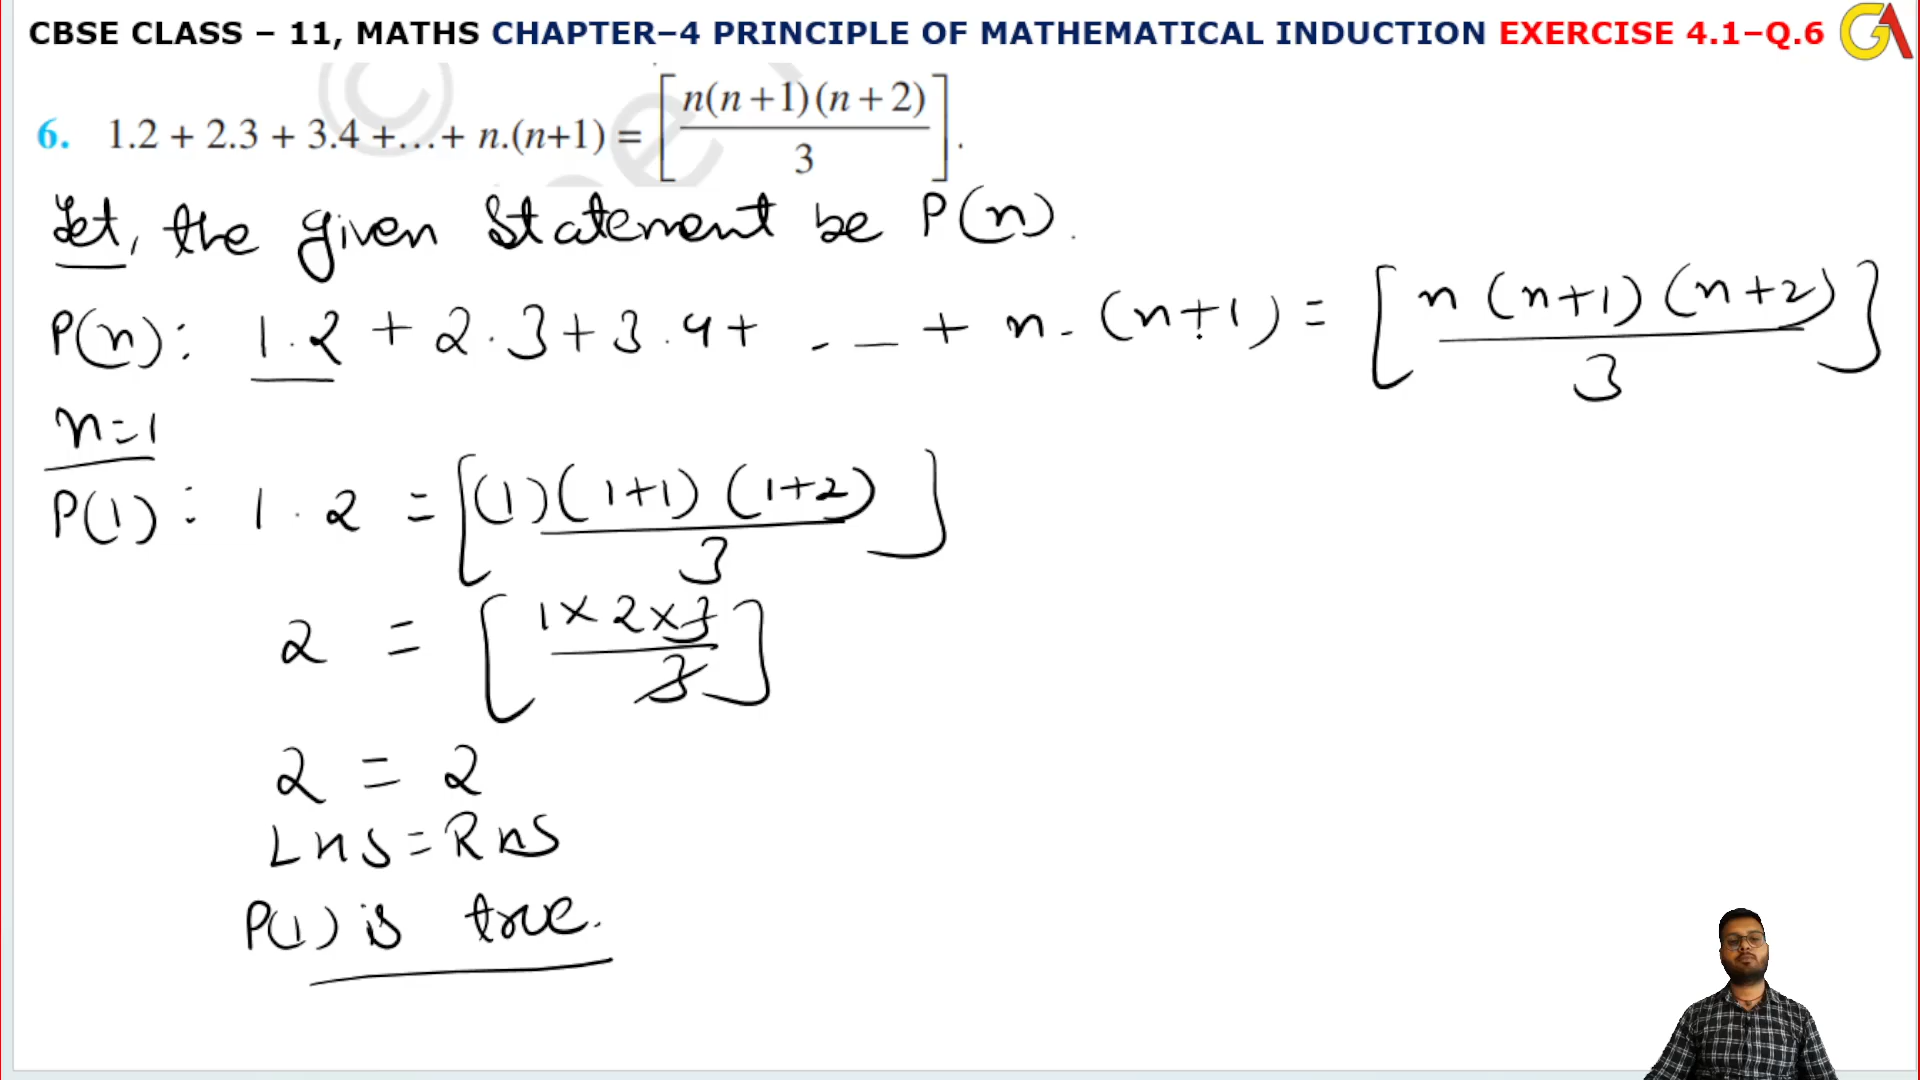 CBSE CLASS – 11, MATHS CHAPTER–4 PRINCIPLE OF MATHEMATICAL INDUCTION EXERCISE 4.1–Q.6
6. 1.2 + 2.3 + 3.4 +...+ n.(n+1) = [n(n+1)(n+2)/3].
Let, the given Statement be P(n).
P(n): 1.2 + 2.3 + 3.4 + . _ _ + n.(n+1) = [n(n+1)(n+2)/3]
n=1
P(1): 1.2 = [(1)(1+1)(1+2)/3]
2 = [1×2×3/3]
2 = 2
LHS = RHS
P(1) is true.